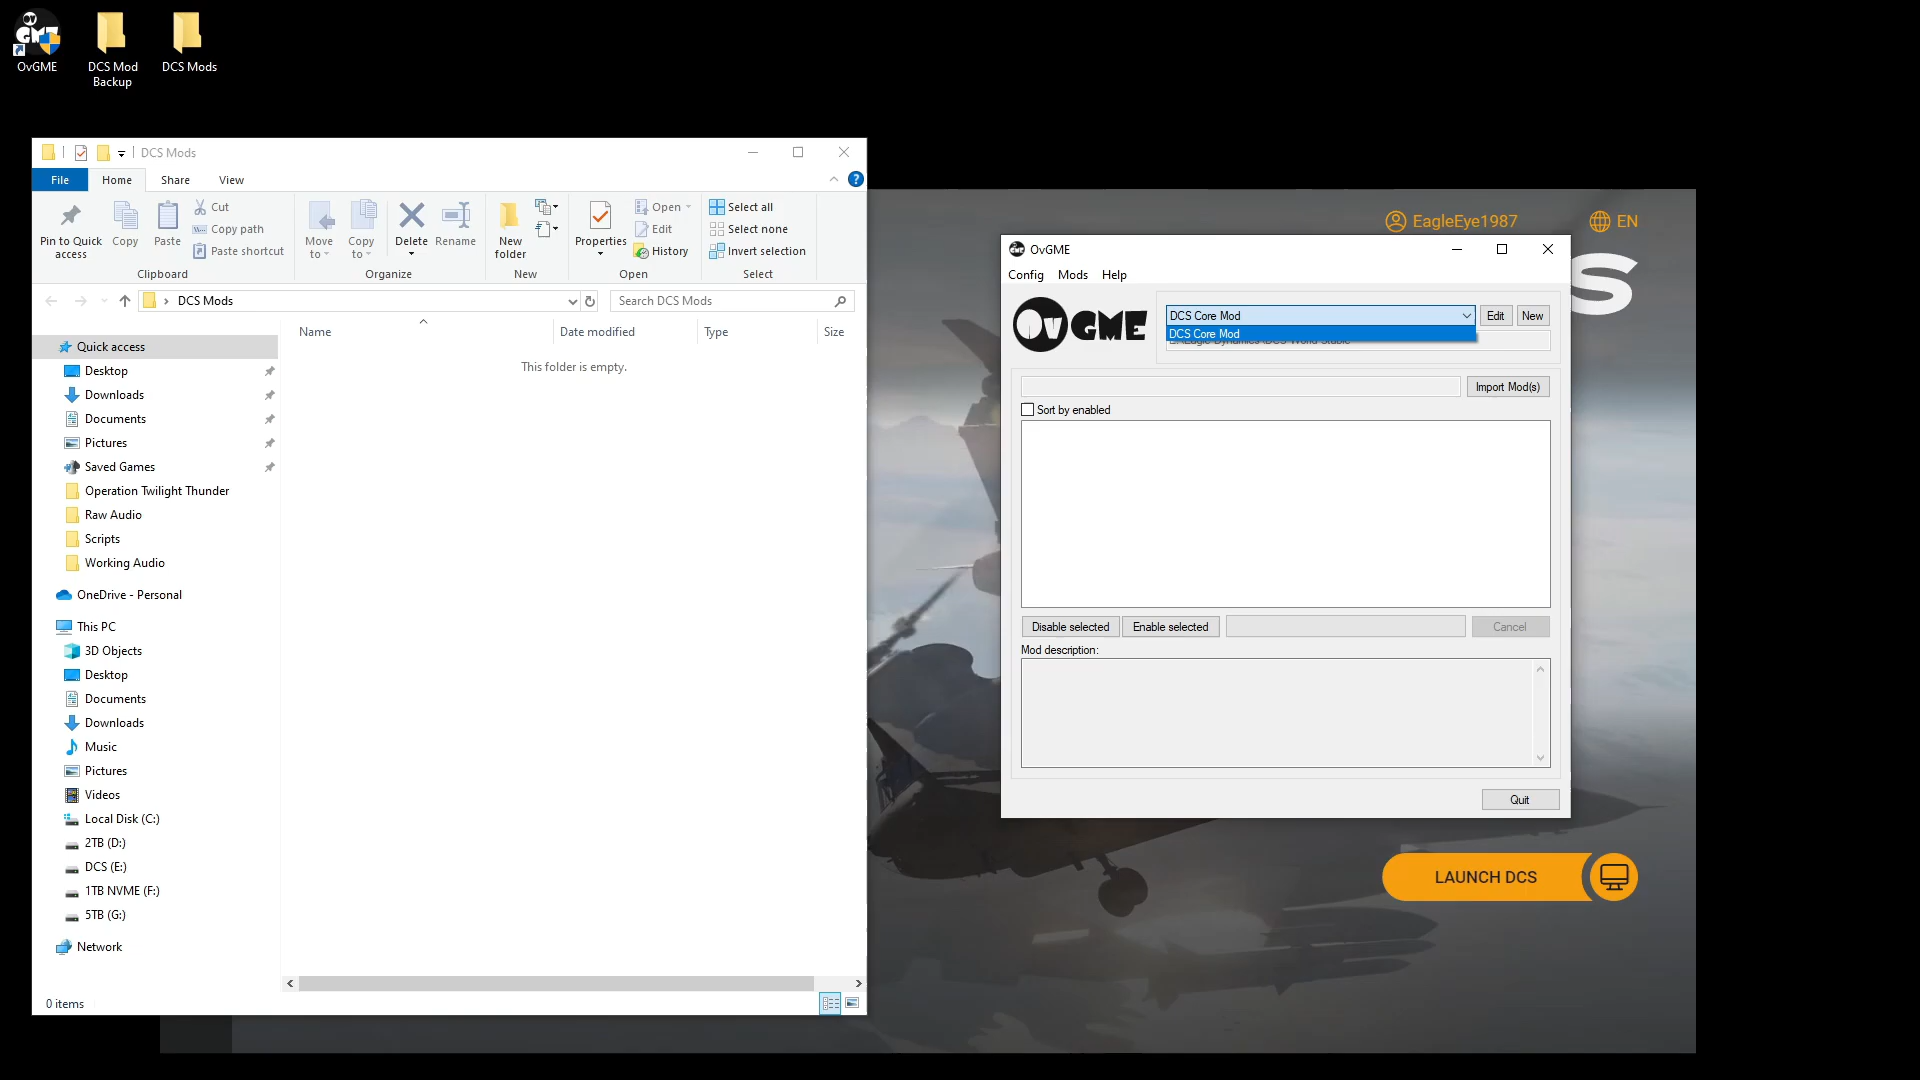 OvGME
DCS Mod
Backup
DCS Mods
DCS Mods
File
Home
Share
View
Pin to Quick
access
Copy
Paste
Cut
Copy path
Paste shortcut
Clipboard
Move
to
Copy
to
Delete
Rename
Organize
New
folder
New
Properties
Open
Edit
History
Open
Select all
Select none
Invert selection
Select
DCS Mods
Search DCS Mods
Name
Date modified
Type
Size
This folder is empty.
Quick access
Desktop
Downloads
Documents
Pictures
Saved Games
Operation Twilight Thunder
Raw Audio
Scripts
Working Audio
OneDrive - Personal
This PC
3D Objects
Desktop
Documents
Downloads
Music
Pictures
Videos
Local Disk (C:)
2TB (D:)
DCS (E:)
1TB NVME (F:)
5TB (G:)
Network
0 items
EagleEye1987
EN
S
OvGME
Config
Mods
Help
OvGME
DCS Core Mod
Edit
New
DCS Core Mod
Import Mod(s)
Sort by enabled
Disable selected
Enable selected
Cancel
Mod description:
Quit
LAUNCH DCS